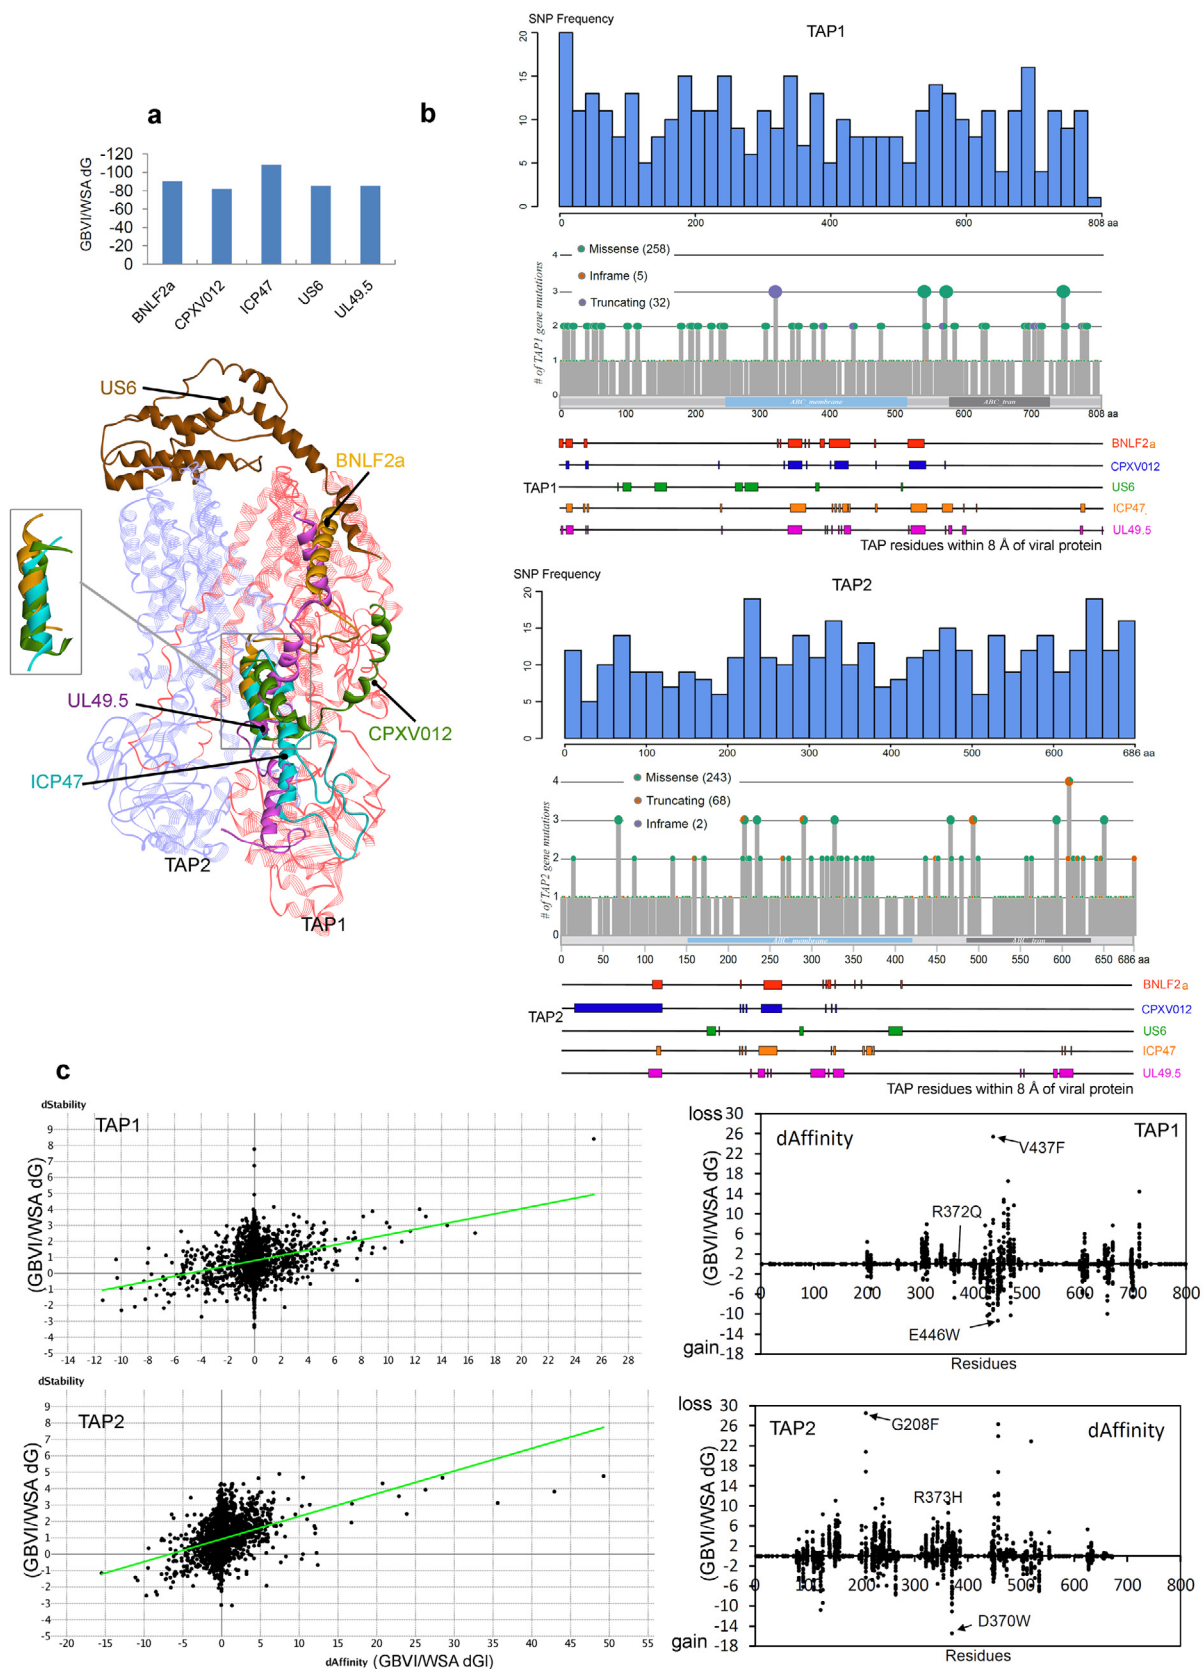 a
GBVI/WSA dG
-120
-100
-80
-60
-40
-20
0
BNLF2a
CPXV012
ICP47
US6
UL49.5
US6
BNLF2a
UL49.5
CPXV012
ICP47
TAP2
TAP1
b
SNP Frequency
TAP1
20
15
10
5
0
0 200 400 600 808 aa
# of TAP1 gene mutations
4
3
2
1
0
Missense (258)
Inframe (5)
Truncating (32)
ABC_membrane ABC_tran
0 100 200 300 400 500 600 700 808 aa
TAP1
BNLF2a
CPXV012
US6
ICP47
UL49.5
TAP residues within 8 Å of viral protein
SNP Frequency
TAP2
20
15
10
5
0
0 100 200 300 400 500 600 686 aa
# of TAP2 gene mutations
4
3
2
1
0
Missense (243)
Truncating (68)
Inframe (2)
ABC_membrane ABC_tran
0 50 100 150 200 250 300 350 400 450 500 550 600 650 686 aa
TAP2
BNLF2a
CPXV012
US6
ICP47
UL49.5
TAP residues within 8 Å of viral protein
c
dStability
TAP1
(GBVI/WSA dG)
9
8
7
6
5
4
3
2
1
0
-1
-2
-3
-4
-5
-14 -12 -10 -8 -6 -4 -2 0 2 4 6 8 10 12 14 16 18 20 22 24 26 28
dStability
TAP2
(GBVI/WSA dG)
9
8
7
6
5
4
3
2
1
0
-1
-2
-3
-4
-5
-20 -15 -10 -5 0 5 10 15 20 25 30 35 40 45 50 55
dAffinity (GBVI/WSA dGl)
loss
dAffinity
TAP1
(GBVI/WSA dG)
30
26
22
18
14
10
6
2
-2
-6
-10
-14
-18
gain
V437F
R372Q
E446W
0 100 200 300 400 500 600 700 800
Residues
loss
TAP2
dAffinity
(GBVI/WSA dG)
30
26
22
18
14
10
6
2
-2
-6
-10
-14
-18
gain
G208F
R373H
D370W
0 100 200 300 400 500 600 700 800
Residues